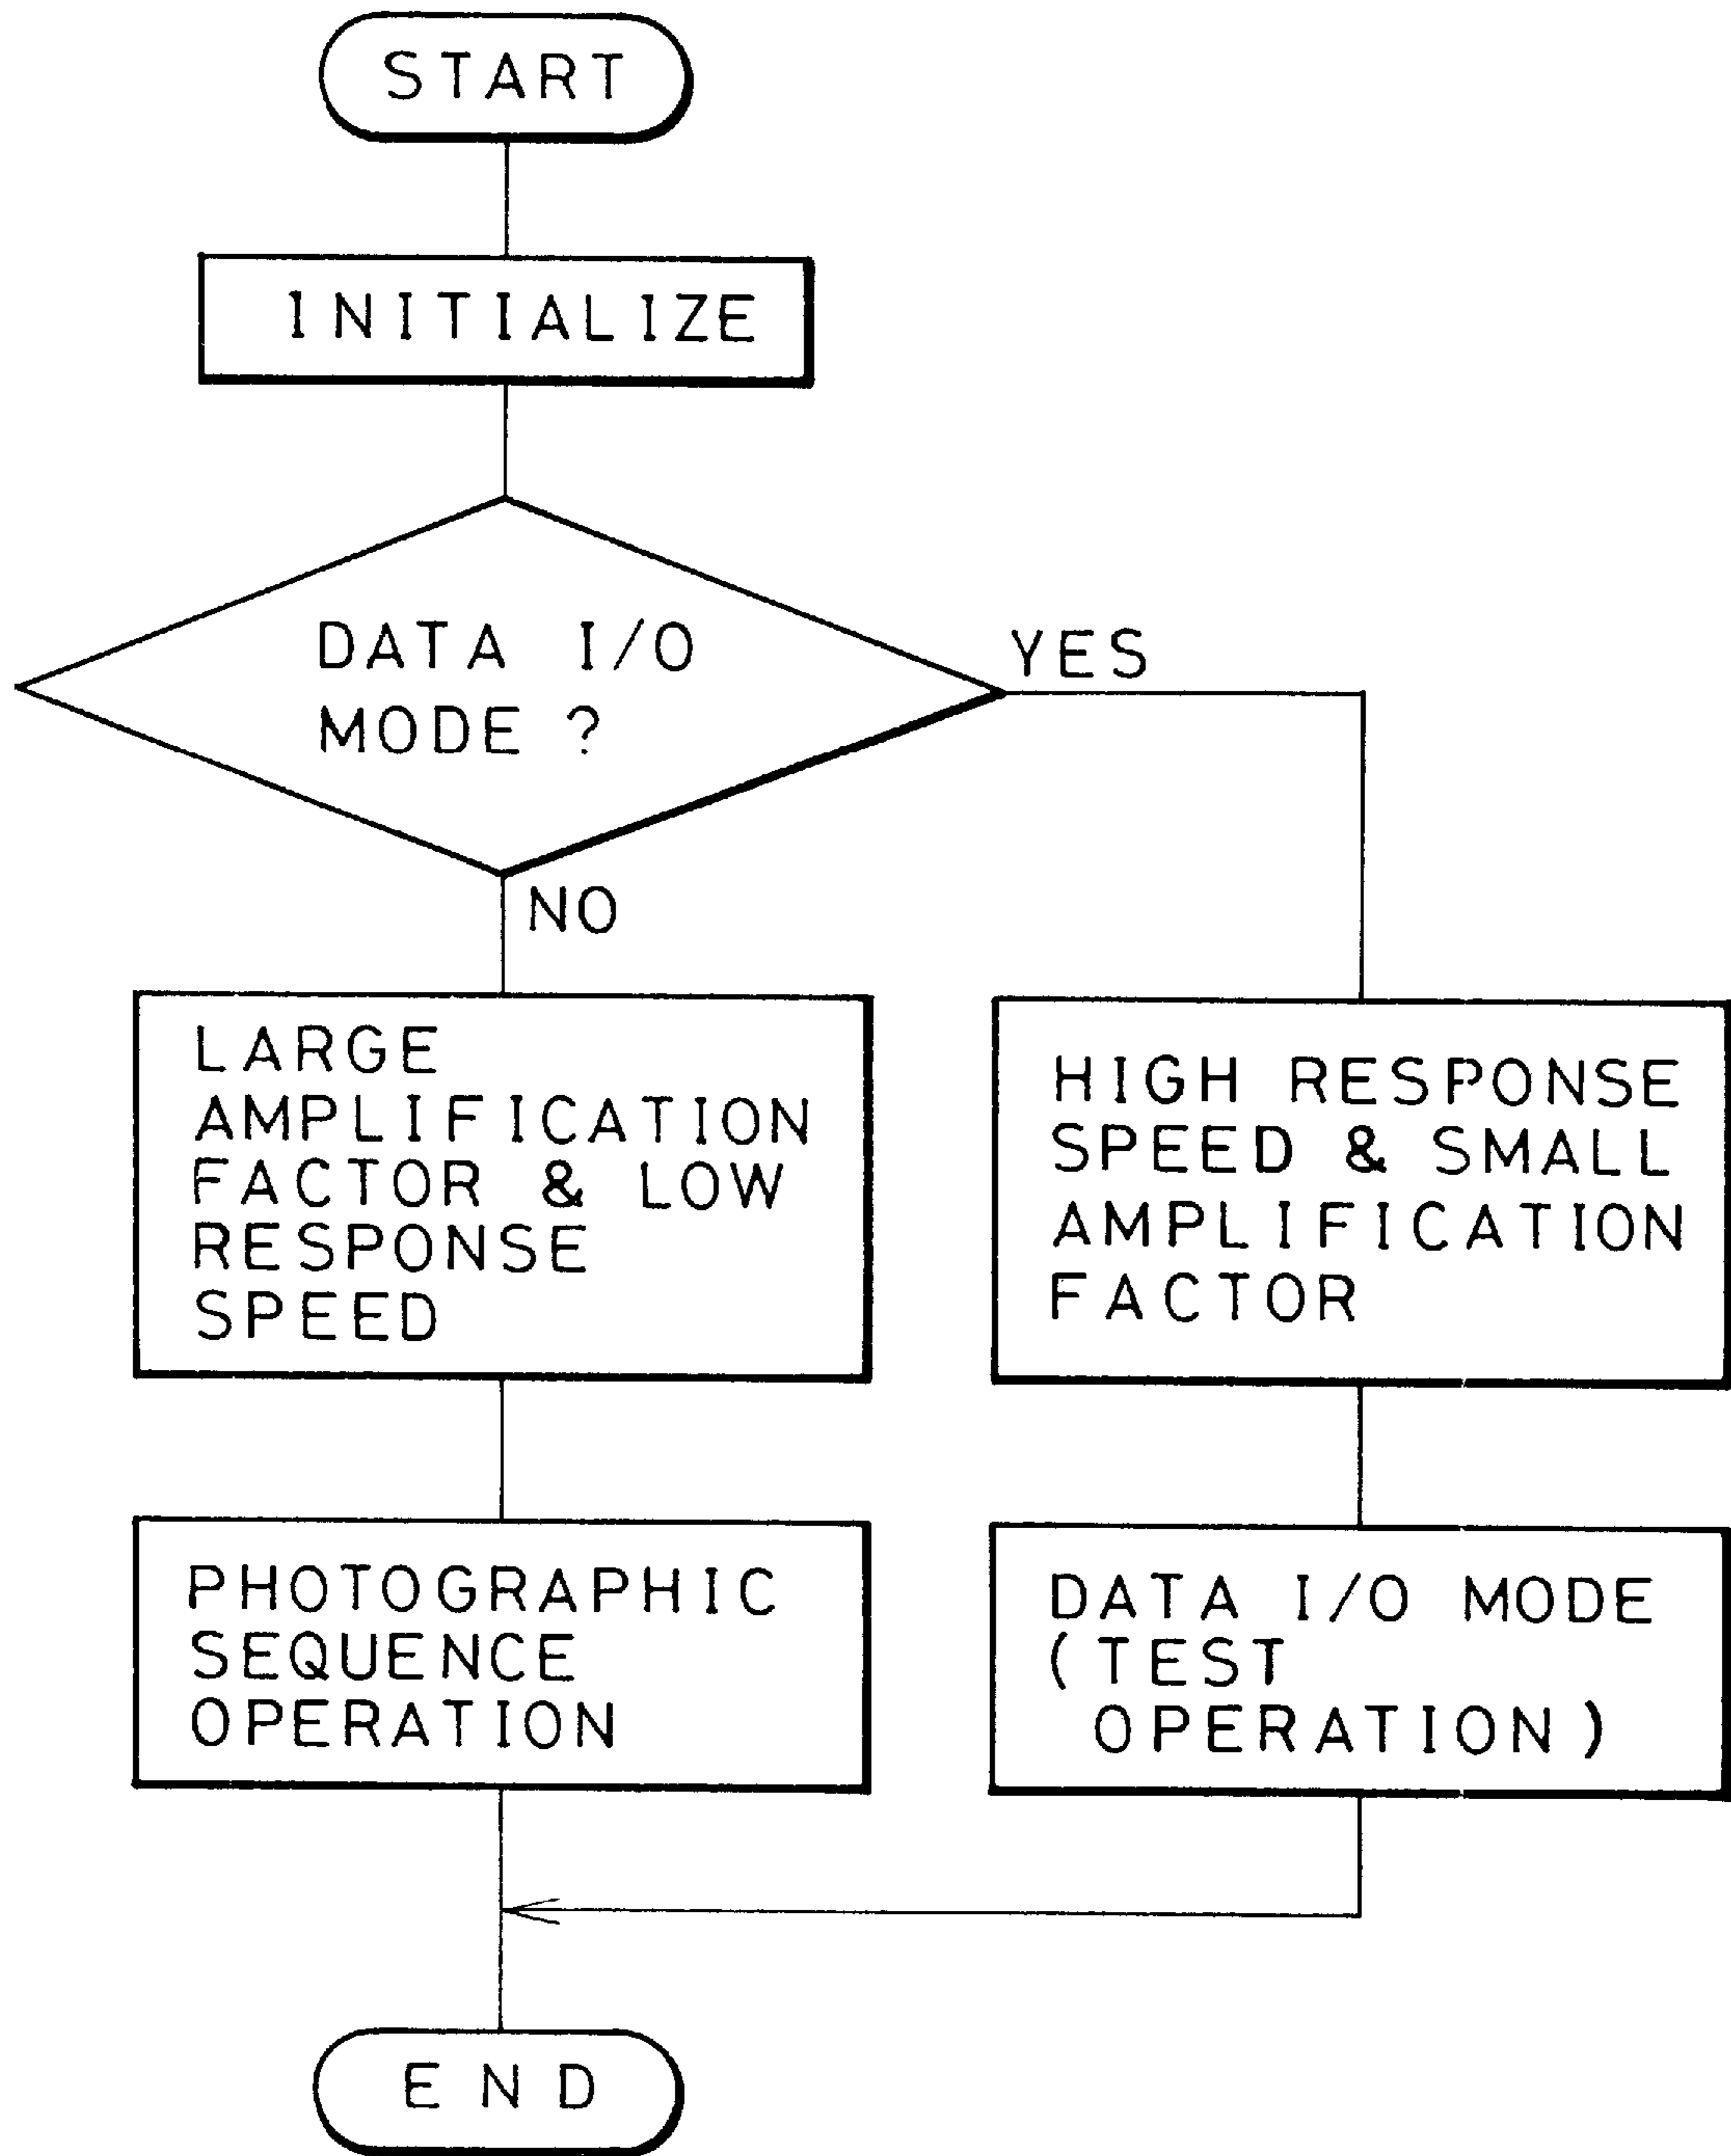 START
INITIALIZE
DATA I/O
MODE ?
YES
NO
LARGE
AMPLIFICATION
FACTOR & LOW
RESPONSE
SPEED
HIGH RESPONSE
SPEED & SMALL
AMPLIFICATION
FACTOR
PHOTOGRAPHIC
SEQUENCE
OPERATION
DATA I/O MODE
(TEST
OPERATION)
END